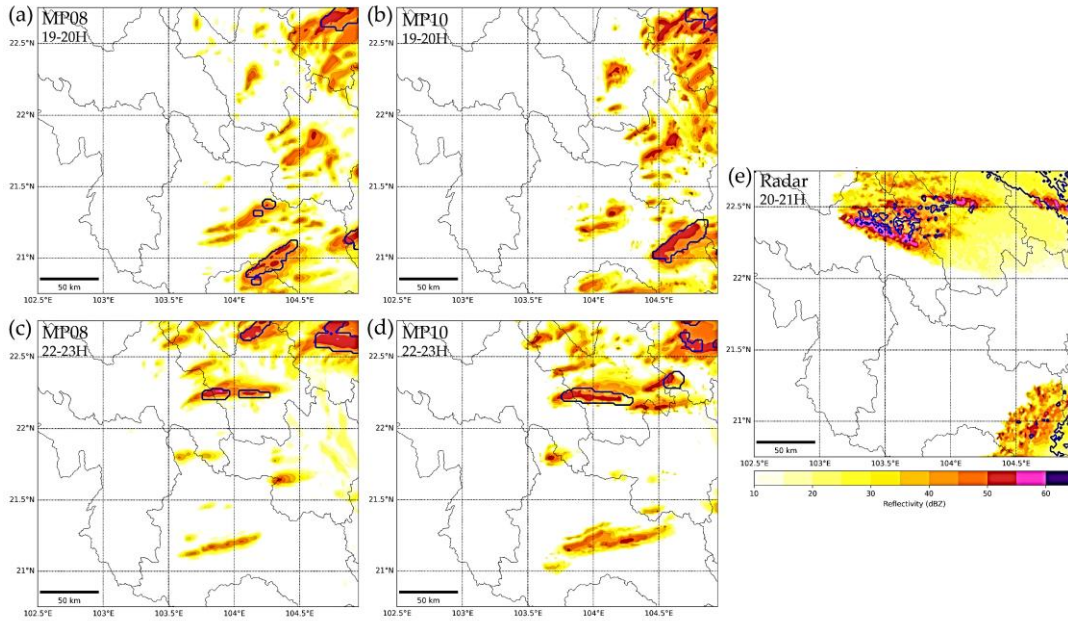 (a)
MP08
19-20H
22.5°N
22°N
21.5°N
21°N
50 km
102.5°E
103°E
103.5°E
104°E
104.5°E
(b)
MP10
19-20H
22.5°N
22°N
21.5°N
21°N
50 km
102.5°E
103°E
103.5°E
104°E
104.5°E
(c)
MP08
22-23H
22.5°N
22°N
21.5°N
21°N
50 km
102.5°E
103°E
103.5°E
104°E
104.5°E
(d)
MP10
22-23H
22.5°N
22°N
21.5°N
21°N
50 km
102.5°E
103°E
103.5°E
104°E
104.5°E
(e)
Radar
20-21H
22.5°N
22°N
21.5°N
21°N
50 km
102.5°E
103°E
103.5°E
104°E
104.5°E
10 20 30 40 50 60
Reflectivity (dBZ)